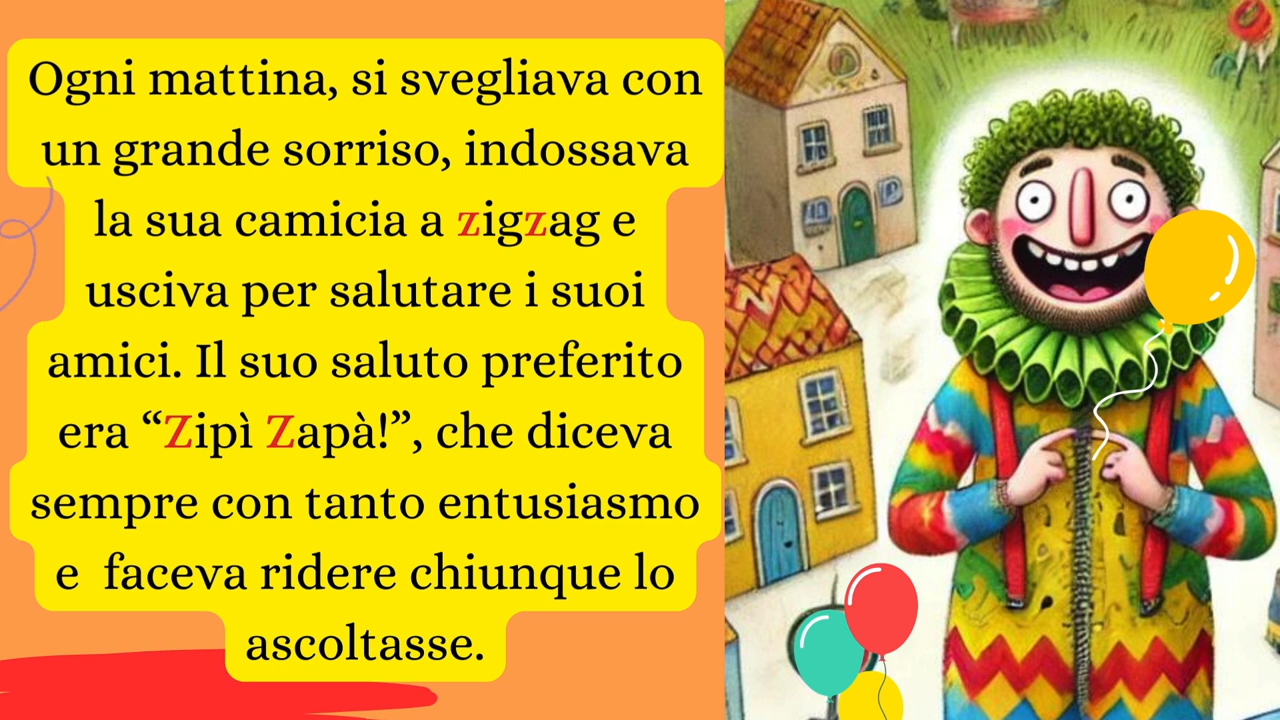 Ogni mattina, si svegliava con
un grande sorriso, indossava
la sua camicia a zigzag e
usciva per salutare i suoi
amici. Il suo saluto preferito
era “Zipì Zapà!”, che diceva
sempre con tanto entusiasmo
e  faceva ridere chiunque lo
ascoltasse.